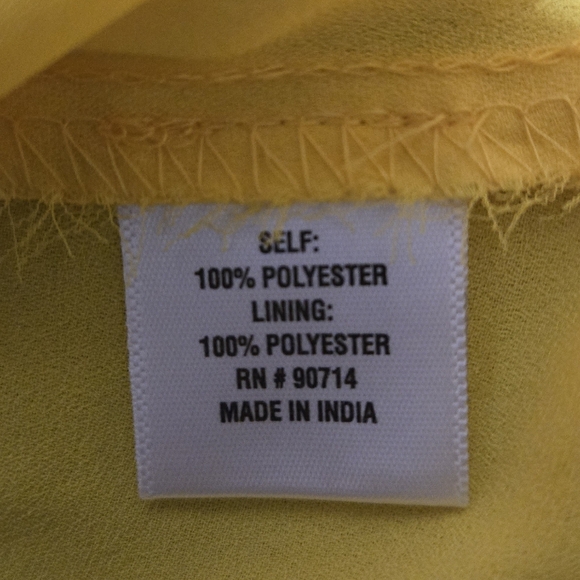 SELF:
100% POLYESTER
LINING:
100% POLYESTER
RN # 90714
MADE IN INDIA